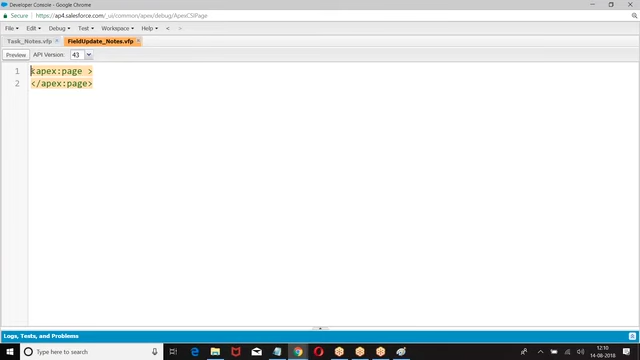 Developer Console - Google Chrome
Secure https://ap4.salesforce.com/_ui/common/apex/debug/ApexCSIPage
File Edit Debug Test Workspace Help < >
Task_Notes.vfp FieldUpdate_Notes.vfp
Preview API Version: 43
1 <apex:page >
2 </apex:page>
Logs, Tests, and Problems
Type here to search
12:10
14-08-2018